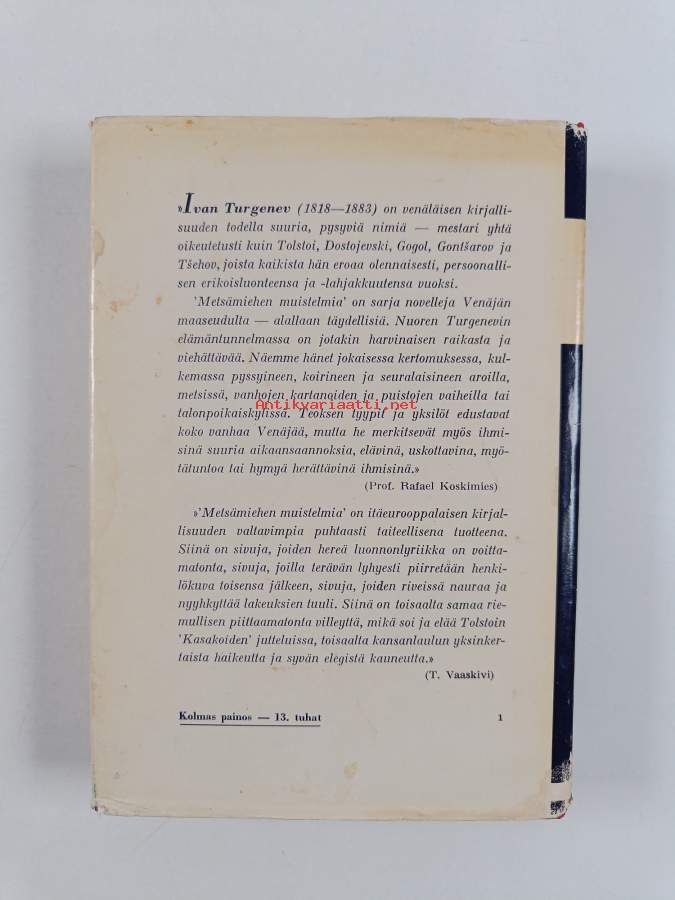 »Ivan Turgenev (1818—1883) on venäläisen kirjalli-
suuden todella suuria, pysyviä nimiä — mestari yhtä
oikeutetusti kuin Tolstoi, Dostojevski, Gogol, Gontšarov ja
Tšehov, joista kaikista hän eroaa olennaisesti, persoonalli-
sen erikoisluonteensa ja -lahjakkuutensa vuoksi.
'Metsämiehen muistelmia' on sarja novelleja Venäjän
maaseudulta — alallaan täydellisiä. Nuoren Turgenevin
elämäntunnelmassa on jotakin harvinaisen raikasta ja
viehättävää. Näemme hänet jokaisessa kertomuksessa, kul-
kemassa pyssyineen, koirineen ja seuralaisineen aroilla,
metsissä, vanhojen kartanoiden ja puistojen vaiheilla tai
Antikvariaatti.net
talonpoikaiskylissä. Teoksen tyypit ja yksilöt edustavat
koko vanhaa Venäjää, mutta he merkitsevät myös ihmi-
sinä suuria aikaansaannoksia, elävinä, uskottavina, myö-
tätuntoa tai hymyä herättävinä ihmisinä.»
(Prof. Rafael Koskimies)
»'Metsämiehen muistelmia' on itäeurooppalaisen kirjal-
lisuuden valtavimpia puhtaasti taiteellisena tuotteena.
Siinä on sivuja, joiden hereä luonnonlyriikka on voitta-
matonta, sivuja, joilla terävän lyhyesti piirretään henki-
lökuva toisensa jälkeen, sivuja, joiden riveissä nauraa ja
nyyhkyttää lakeuksien tuuli. Siinä on toisaalta samaa rie-
mullisen piittaamatonta villeyttä, mikä soi ja elää Tolstoin
'Kasakoiden' jutteluissa, toisaalta kansanlaulun yksinker-
taista haikeutta ja syvän elegistä kauneutta.»
(T. Vaaskivi)
Kolmas painos — 13. tuhat 1